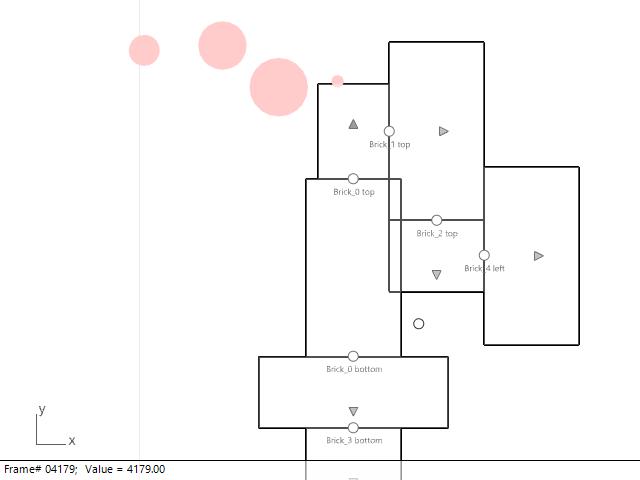 Brick_1 top
Brick_0 top
Brick_2 top
Brick_4 left
Brick_0 bottom
y
Brick_3 bottom
x
Frame# 04179; Value = 4179.00